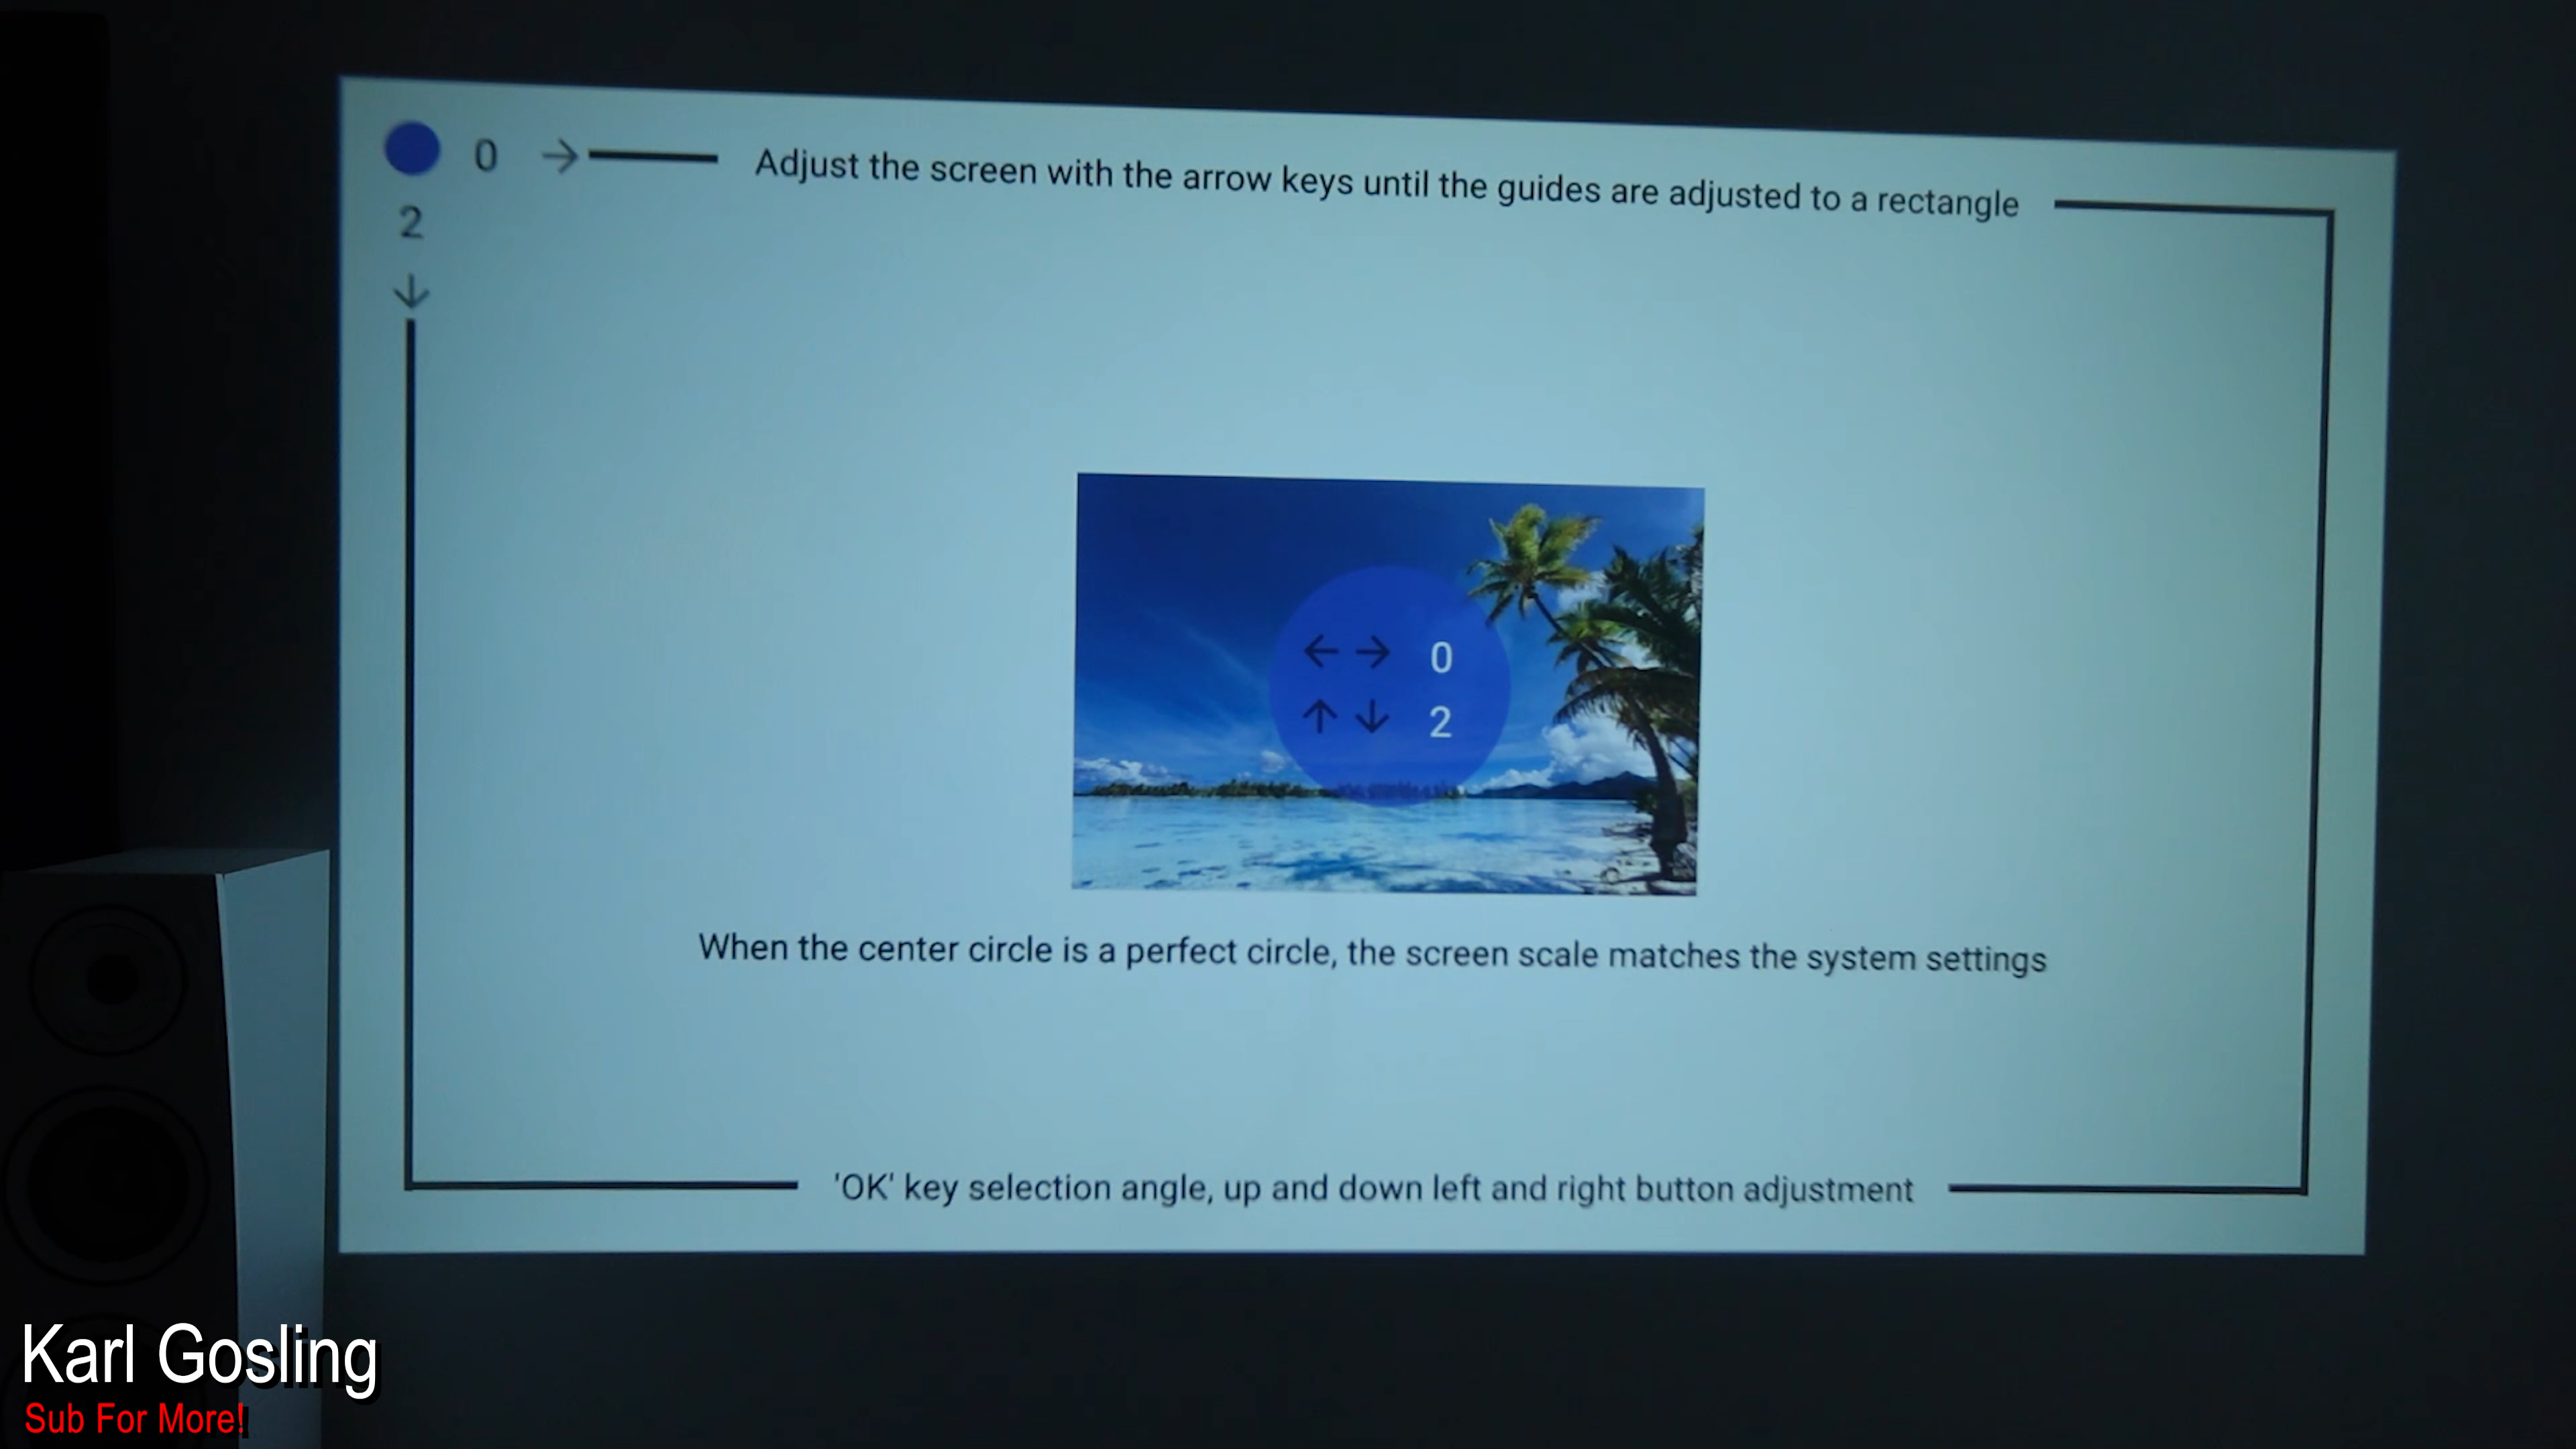 0 → Adjust the screen with the arrow keys until the guides are adjusted to a rectangle
2
↓
← → 0
↑ ↓ 2
When the center circle is a perfect circle, the screen scale matches the system settings
'OK' key selection angle, up and down left and right button adjustment
Karl Gosling
Sub For More!